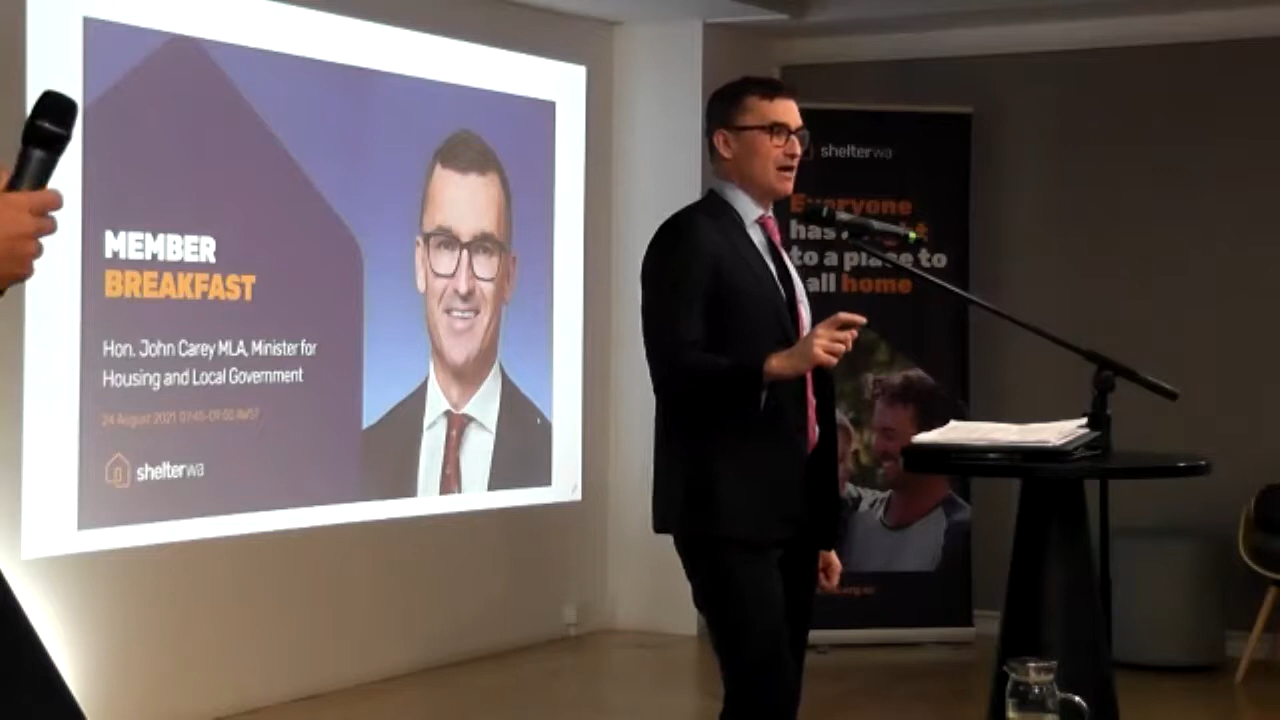 MEMBER
BREAKFAST
Hon. John Carey MLA, Minister for
Housing and Local Government
24 August 2021 07:45-09:00 AWST
shelterwa
shelterwa
Everyone
has
to a place to
all home